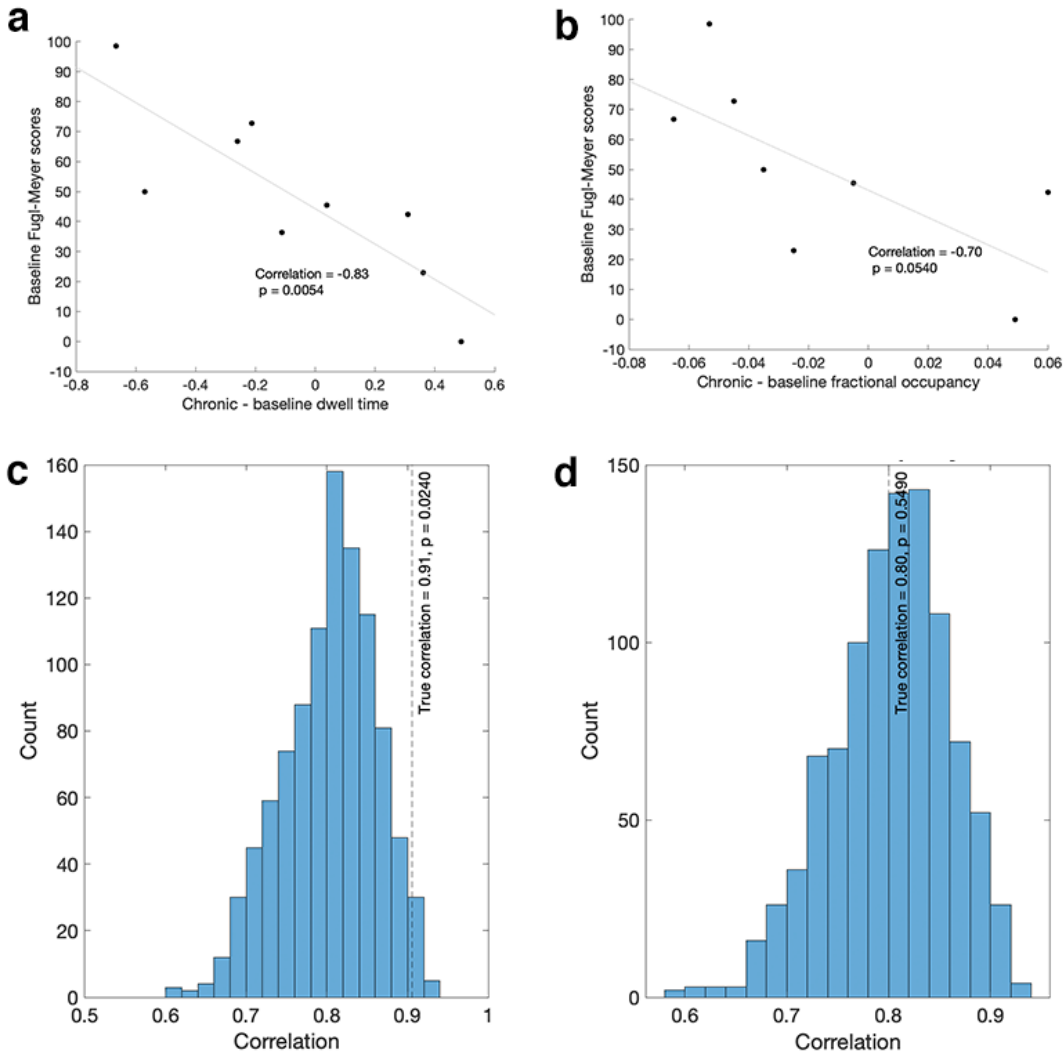 a
100
90
80
70
60
50
40
30
20
10
0
-10
Baseline Fugl-Meyer scores
Correlation = -0.83
p = 0.0054
-0.8 -0.6 -0.4 -0.2 0 0.2 0.4 0.6
Chronic - baseline dwell time
b
100
90
80
70
60
50
40
30
20
10
0
-10
Baseline Fugl-Meyer scores
Correlation = -0.70
p = 0.0540
-0.08 -0.06 -0.04 -0.02 0 0.02 0.04 0.06
Chronic - baseline fractional occupancy
c
160
140
120
100
80
60
40
20
0
Count
True correlation = 0.91, p = 0.0240
0.5 0.6 0.7 0.8 0.9 1
Correlation
d
150
100
50
0
Count
True correlation = 0.80, p = 0.5490
0.6 0.7 0.8 0.9
Correlation